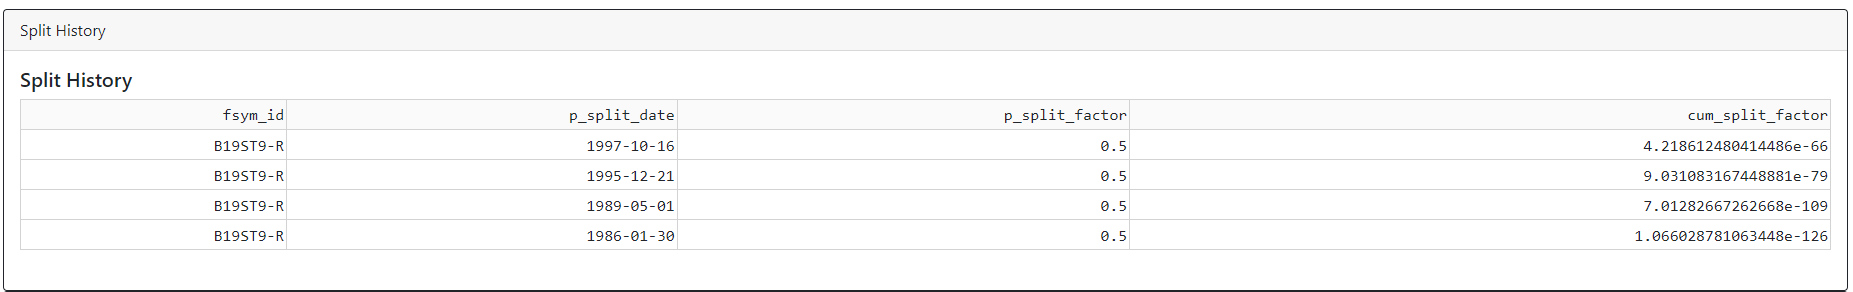 Split History
Split History
fsym_id p_split_date p_split_factor cum_split_factor
B19ST9-R 1997-10-16 0.5 4.218612480414486e-66
B19ST9-R 1995-12-21 0.5 9.031083167448881e-79
B19ST9-R 1989-05-01 0.5 7.01282667262668e-109
B19ST9-R 1986-01-30 0.5 1.066028781063448e-126